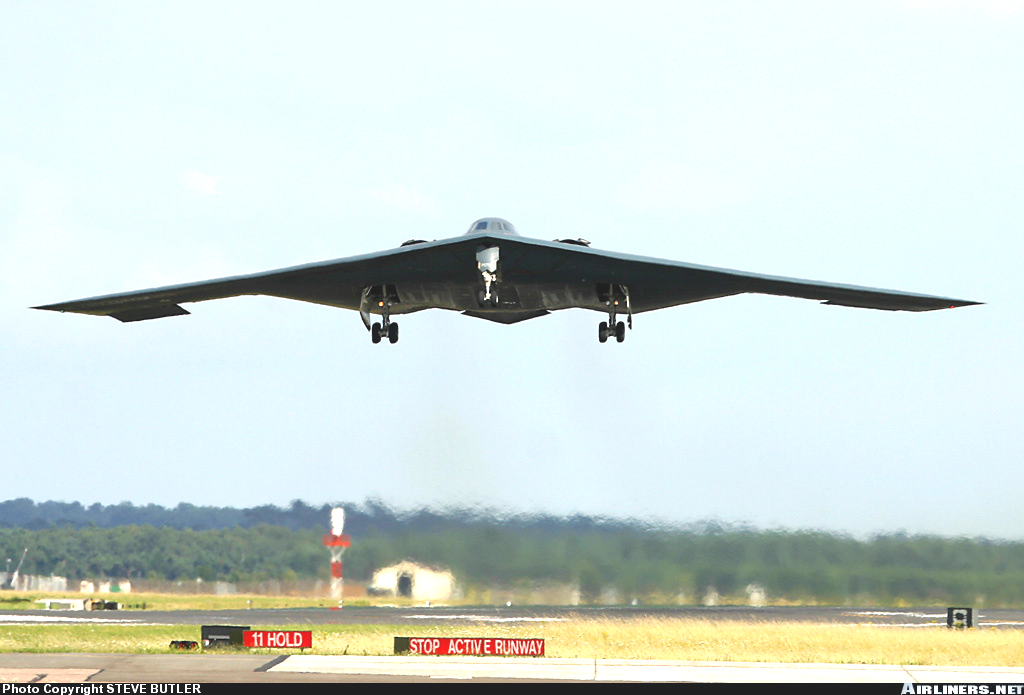 11 HOLD
STOP ACTIVE RUNWAY
Photo Copyright STEVE BUTLER
AIRLINERS.NET